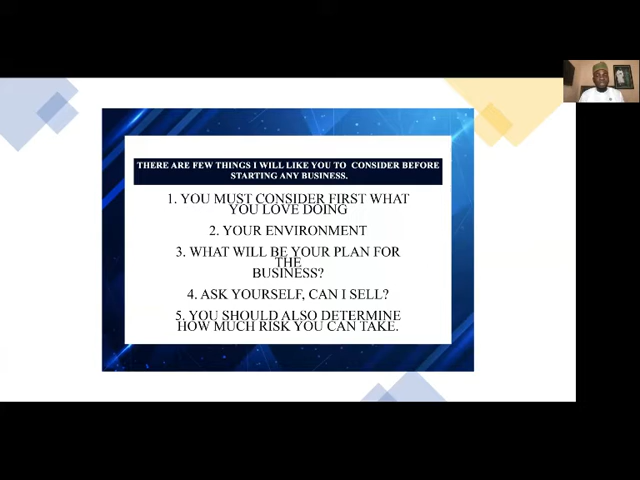 THERE ARE FEW THINGS I WILL LIKE YOU TO CONSIDER BEFORE
STARTING ANY BUSINESS.
1. YOU MUST CONSIDER FIRST WHAT
YOU LOVE DOING
2. YOUR ENVIRONMENT
3. WHAT WILL BE YOUR PLAN FOR
THE
BUSINESS?
4. ASK YOURSELF, CAN I SELL?
5. YOU SHOULD ALSO DETERMINE
HOW MUCH RISK YOU CAN TAKE.